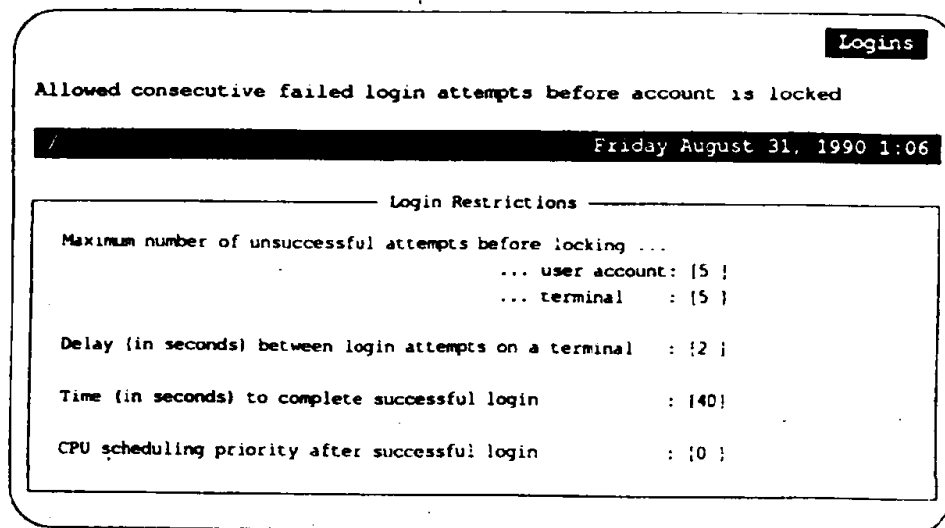 Logins
Allowed consecutive failed login attempts before account is locked
/ Friday August 31, 1990 1:06
Login Restrictions
Maximum number of unsuccessful attempts before locking ...
... user account: [5 ]
... terminal : [5 ]
Delay (in seconds) between login attempts on a terminal : [2 ]
Time (in seconds) to complete successful login : [40]
CPU scheduling priority after successful login : [0 ]